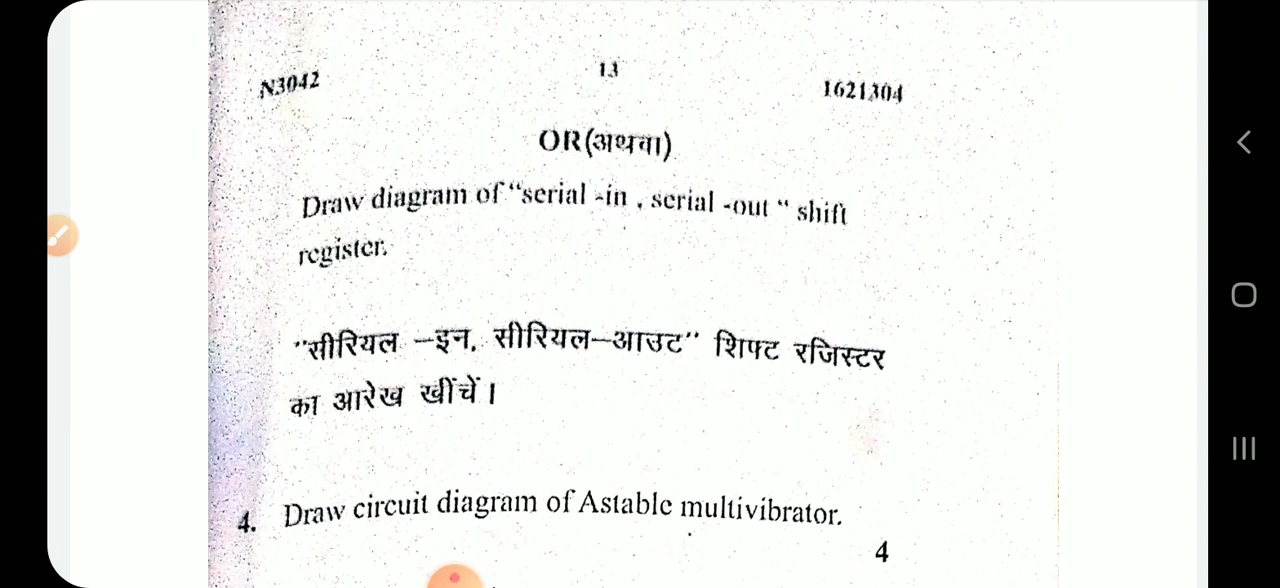 N3042
13
1621304
OR(अथवा)
Draw diagram of “serial -in , serial -out “ shift
register.
"सीरियल –इन, सीरियल–आउट" शिफ्ट रजिस्टर
का आरेख खींचें।
4. Draw circuit diagram of Astable multivibrator.
4